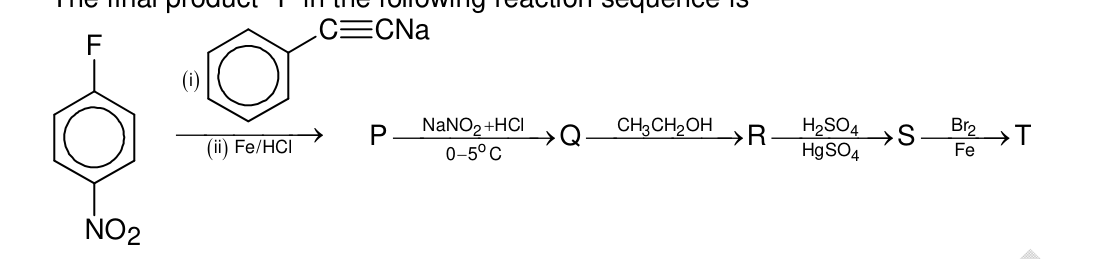 The final product 'T' in the following reaction sequence is
F
C≡CNa
(i)
(ii) Fe/HCl
NO2
P
NaNO2+HCl
0–5°C
Q
CH3CH2OH
R
H2SO4
HgSO4
S
Br2
Fe
T